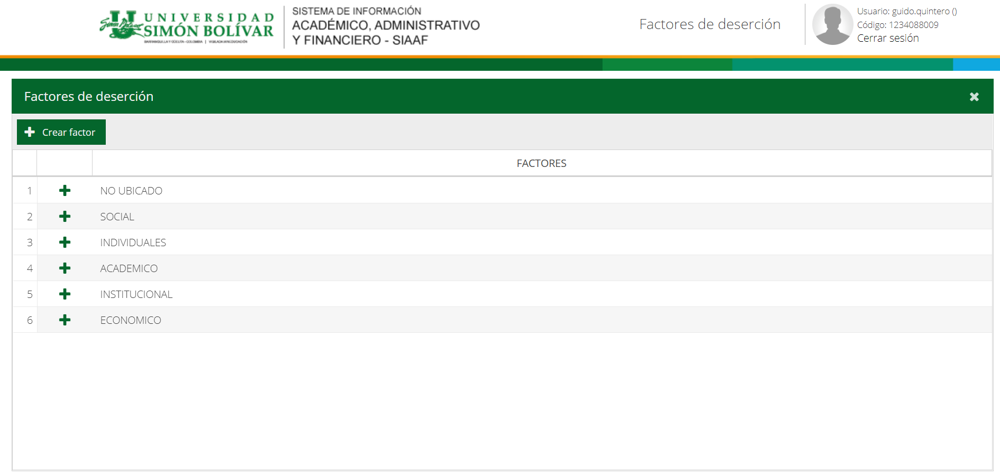 UNIVERSIDAD
SIMÓN BOLÍVAR
BARRANQUILLA Y CÚCUTA - COLOMBIA | VIGILADA MINEDUCACIÓN
SISTEMA DE INFORMACIÓN
ACADÉMICO, ADMINISTRATIVO
Y FINANCIERO - SIAAF
Factores de deserción
Usuario: guido.quintero ()
Código: 1234088009
Cerrar sesión
Factores de deserción
Crear factor
FACTORES
1 NO UBICADO
2 SOCIAL
3 INDIVIDUALES
4 ACADEMICO
5 INSTITUCIONAL
6 ECONOMICO